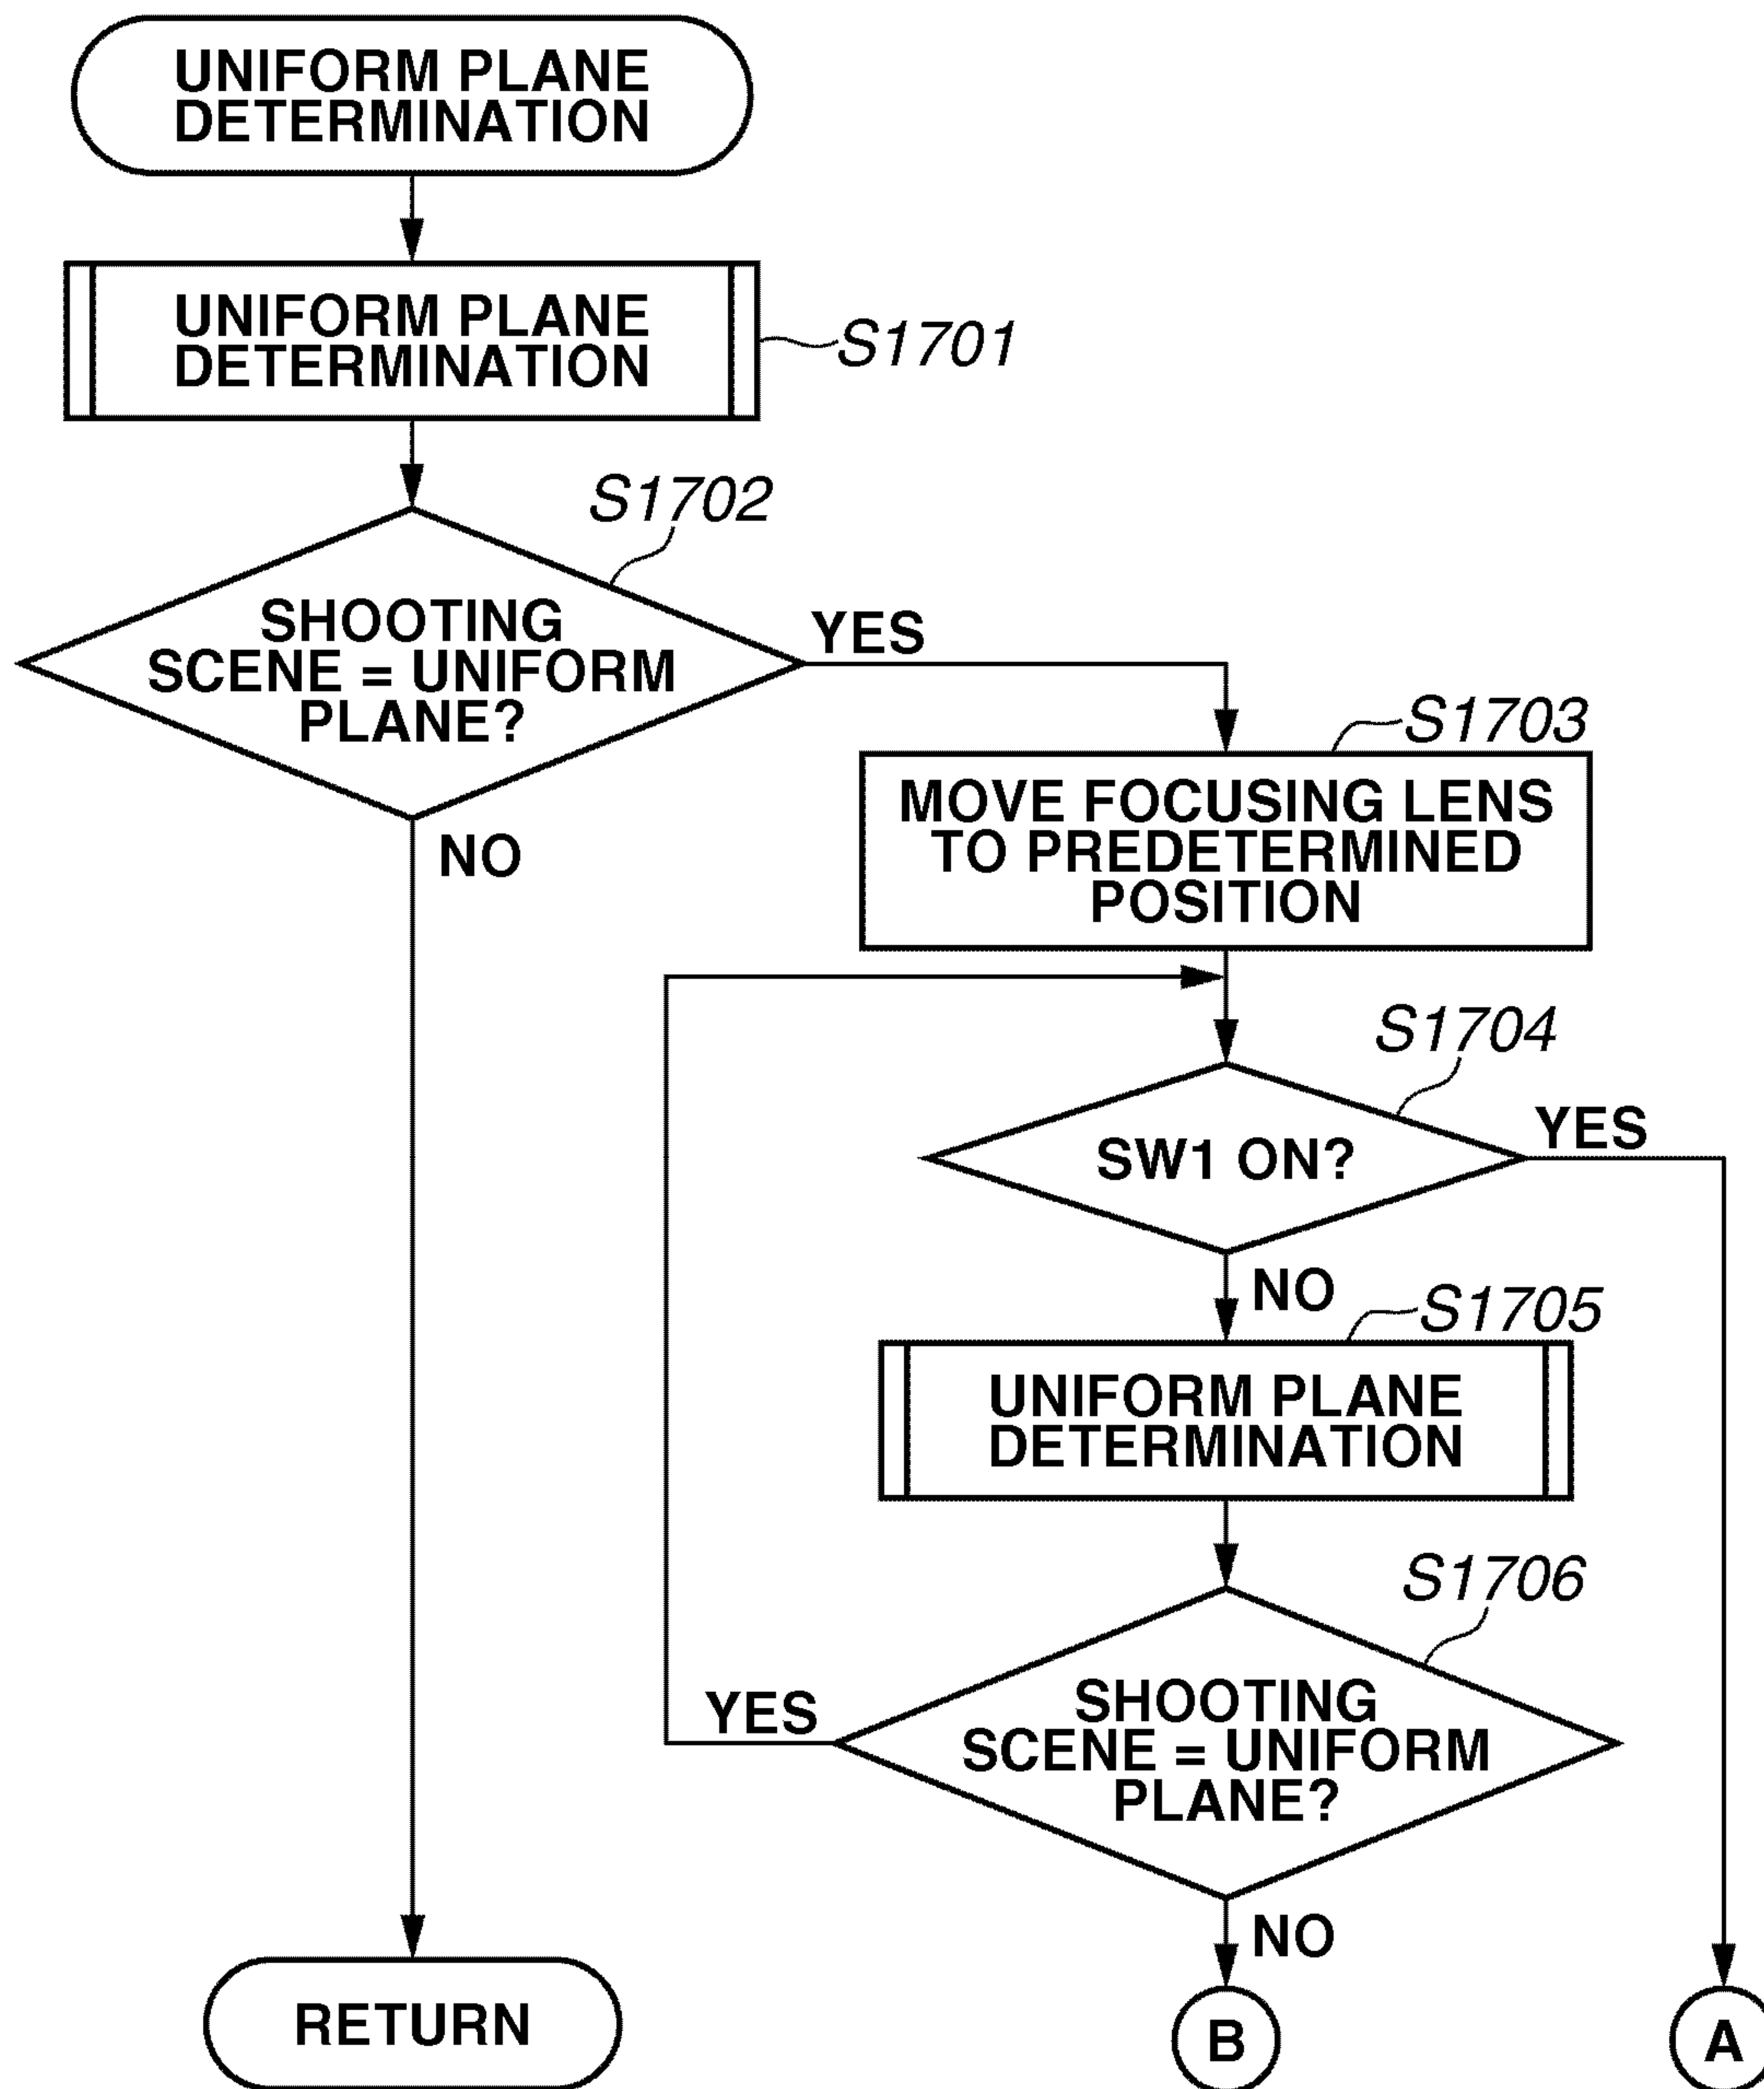 UNIFORM PLANE
DETERMINATION
UNIFORM PLANE
DETERMINATION
S1701
S1702
SHOOTING
SCENE = UNIFORM
PLANE?
YES
NO
S1703
MOVE FOCUSING LENS
TO PREDETERMINED
POSITION
S1704
SW1 ON?
YES
NO
S1705
UNIFORM PLANE
DETERMINATION
S1706
SHOOTING
SCENE = UNIFORM
PLANE?
YES
NO
RETURN
B
A